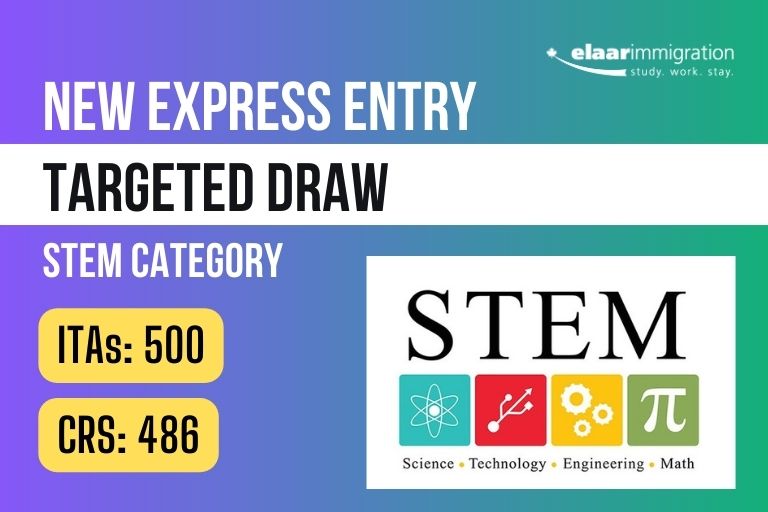 elaarimmigration
study. work. stay.
NEW EXPRESS ENTRY
TARGETED DRAW
STEM CATEGORY
ITAs: 500
CRS: 486
STEM
π
Science • Technology • Engineering • Math